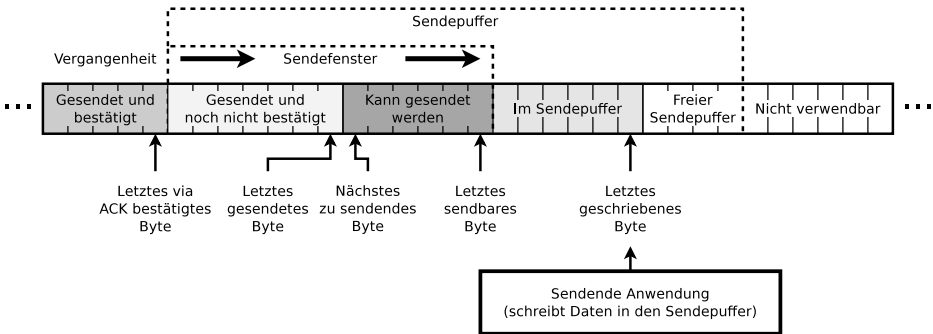 Sendepuffer
Vergangenheit
Sendefenster
Gesendet und
bestätigt
Gesendet und
noch nicht bestätigt
Kann gesendet
werden
Im Sendepuffer
Freier
Sendepuffer
Nicht verwendbar
Letztes via
ACK bestätigtes
Byte
Letztes
gesendetes
Byte
Nächstes
zu sendendes
Byte
Letztes
sendbares
Byte
Letztes
geschriebenes
Byte
Sendende Anwendung
(schreibt Daten in den Sendepuffer)